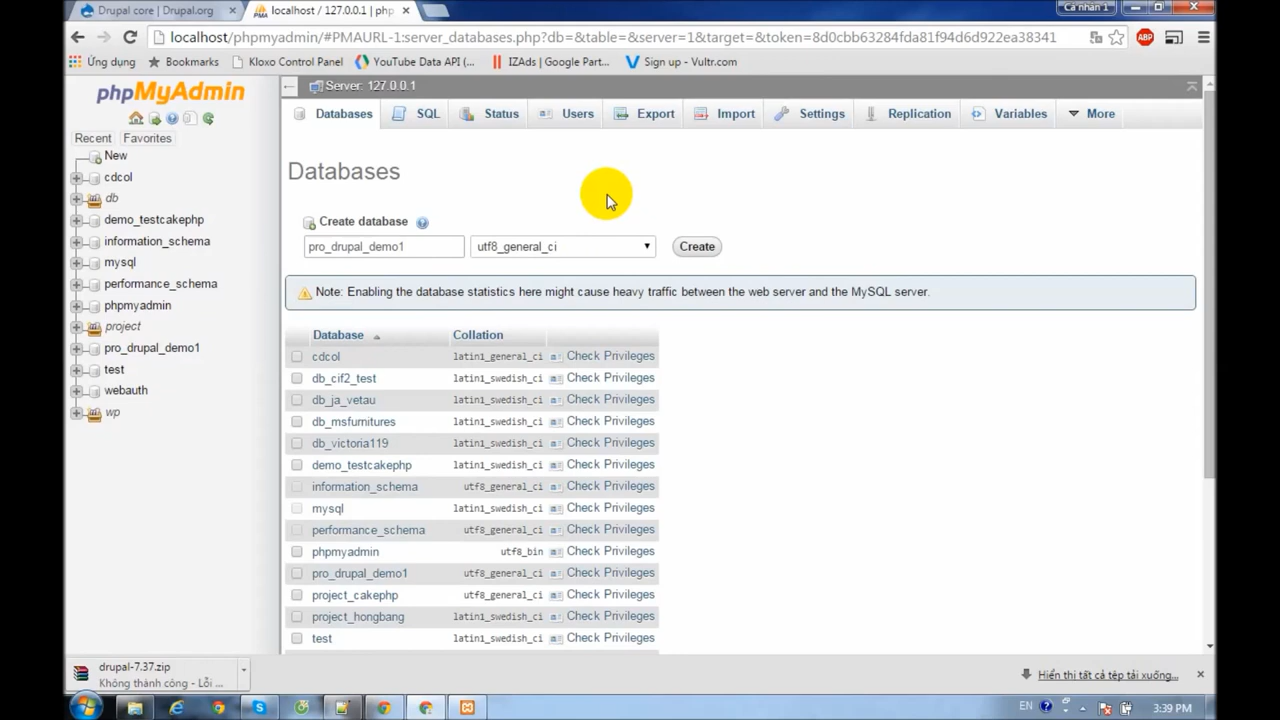 Drupal core | Drupal.org
localhost / 127.0.0.1 | php
Cá nhân 1
localhost/phpmyadmin/#PMAURL-1:server_databases.php?db=&table=&server=1&target=&token=8d0cbb63284fda81f94d6d922ea38341
ABP
Ứng dụng
Bookmarks
Kloxo Control Panel
YouTube Data API (...
IZAds | Google Part...
Sign up - Vultr.com
phpMyAdmin
Recent
Favorites
New
cdcol
db
demo_testcakephp
information_schema
mysql
performance_schema
phpmyadmin
project
pro_drupal_demo1
test
webauth
wp
Server: 127.0.0.1
Databases
SQL
Status
Users
Export
Import
Settings
Replication
Variables
More
Databases
Create database
pro_drupal_demo1
utf8_general_ci
Create
Note: Enabling the database statistics here might cause heavy traffic between the web server and the MySQL server.
Database Collation
cdcol latin1_general_ci Check Privileges
db_cif2_test latin1_swedish_ci Check Privileges
db_ja_vetau latin1_swedish_ci Check Privileges
db_msfurnitures latin1_swedish_ci Check Privileges
db_victoria119 latin1_swedish_ci Check Privileges
demo_testcakephp latin1_swedish_ci Check Privileges
information_schema utf8_general_ci Check Privileges
mysql latin1_swedish_ci Check Privileges
performance_schema utf8_general_ci Check Privileges
phpmyadmin utf8_bin Check Privileges
pro_drupal_demo1 utf8_general_ci Check Privileges
project_cakephp utf8_general_ci Check Privileges
project_hongbang latin1_swedish_ci Check Privileges
test latin1_swedish_ci Check Privileges
drupal-7.37.zip
Không thành công - Lỗi ...
Hiển thị tất cả tệp tải xuống...
EN
3:39 PM